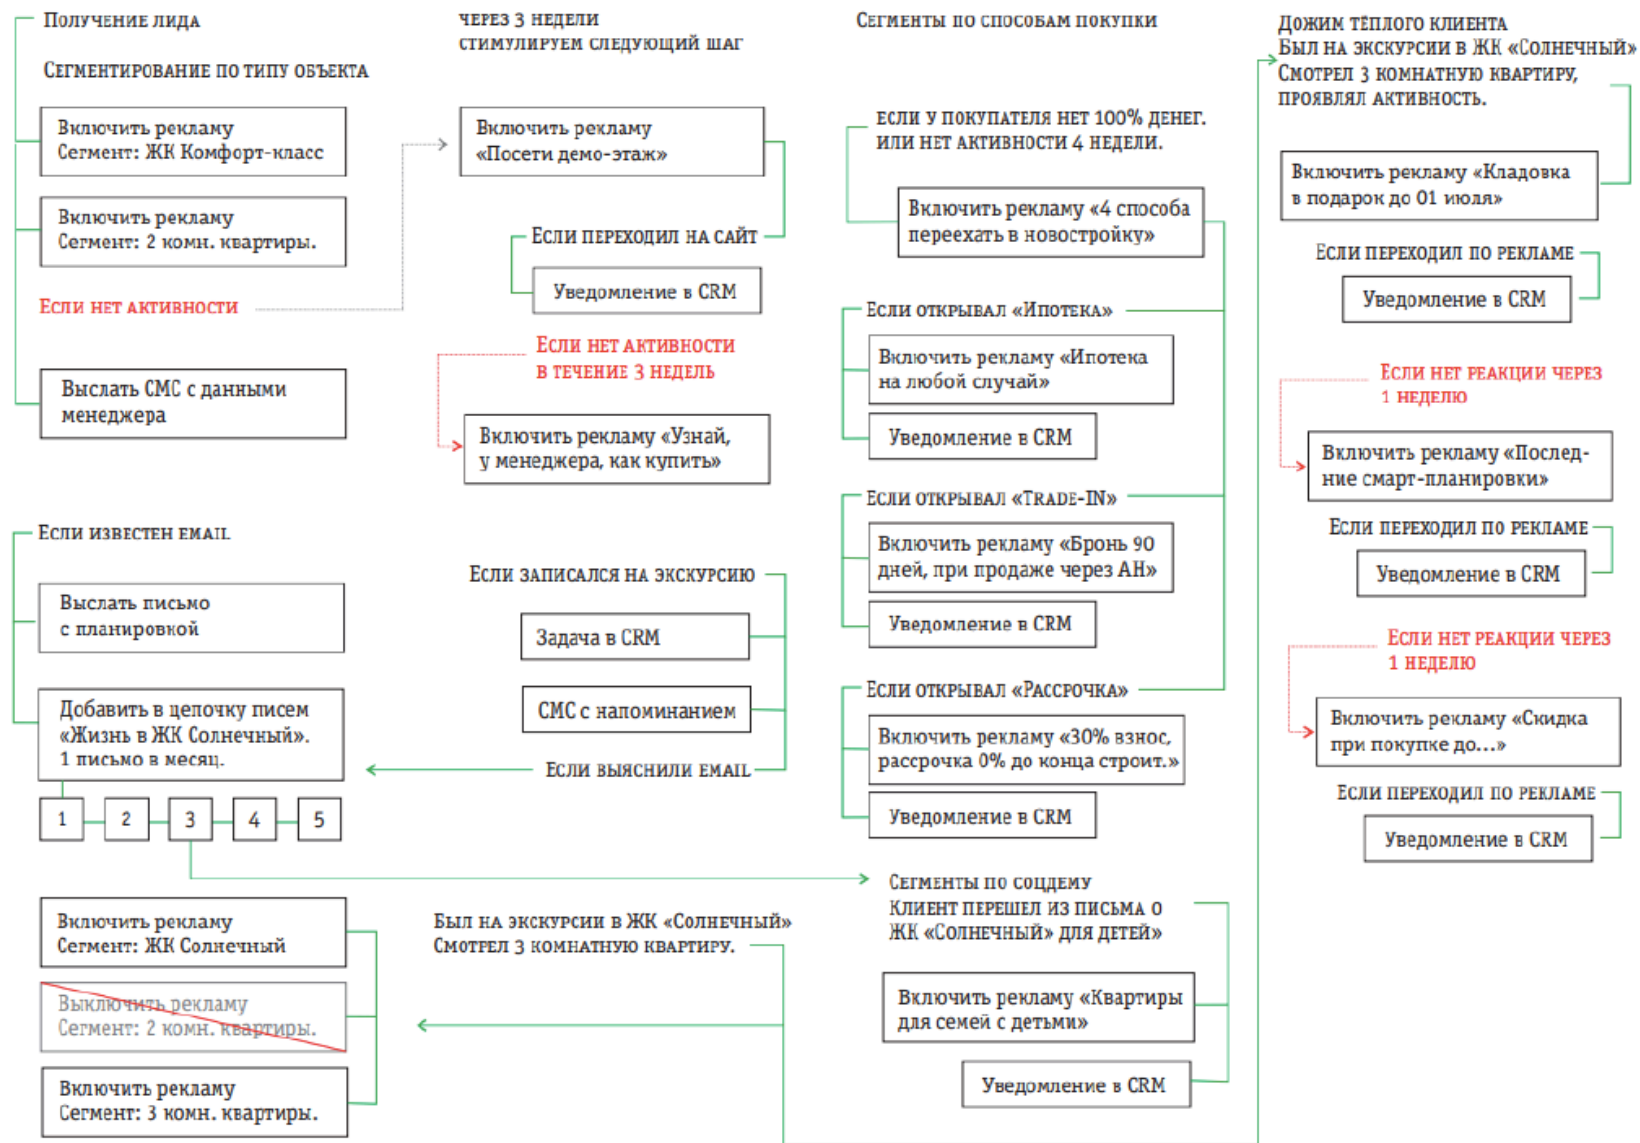 Получение лида
Сегментирование по типу объекта
Включить рекламу
Сегмент: ЖК Комфорт-класс
Включить рекламу
Сегмент: 2 комн. квартиры.
Если нет активности
Выслать СМС с данными
менеджера
Если известен email
Выслать письмо
с планировкой
Добавить в цепочку писем
«Жизнь в ЖК Солнечный».
1 письмо в месяц.
1 2 3 4 5
Включить рекламу
Сегмент: ЖК Солнечный
Выключить рекламу
Сегмент: 2 комн. квартиры.
Включить рекламу
Сегмент: 3 комн. квартиры.
через 3 недели
стимулируем следующий шаг
Включить рекламу
«Посети демо-этаж»
Если переходил на сайт
Уведомление в CRM
Если нет активности
в течение 3 недель
Включить рекламу «Узнай,
у менеджера, как купить»
Если записался на экскурсию
Задача в CRM
СМС с напоминанием
Если выяснили email
Был на экскурсии в ЖК «Солнечный»
Смотрел 3 комнатную квартиру.
Сегменты по способам покупки
если у покупателя нет 100% денег.
или нет активности 4 недели.
Включить рекламу «4 способа
переехать в новостройку»
Если открывал «Ипотека»
Включить рекламу «Ипотека
на любой случай»
Уведомление в CRM
Если открывал «Trade-IN»
Включить рекламу «Бронь 90
дней, при продаже через АН»
Уведомление в CRM
Если открывал «Рассрочка»
Включить рекламу «30% взнос,
рассрочка 0% до конца строит.»
Уведомление в CRM
Сегменты по соцдему
Клиент перешел из письма о
ЖК «Солнечный» для детей»
Включить рекламу «Квартиры
для семей с детьми»
Уведомление в CRM
Дожим тёплого клиента
Был на экскурсии в ЖК «Солнечный»
Смотрел 3 комнатную квартиру,
проявлял активность.
Включить рекламу «Кладовка
в подарок до 01 июля»
Если переходил по рекламе
Уведомление в CRM
Если нет реакции через
1 неделю
Включить рекламу «Послед-
ние смарт-планировки»
Если переходил по рекламе
Уведомление в CRM
Если нет реакции через
1 неделю
Включить рекламу «Скидка
при покупке до...»
Если переходил по рекламе
Уведомление в CRM